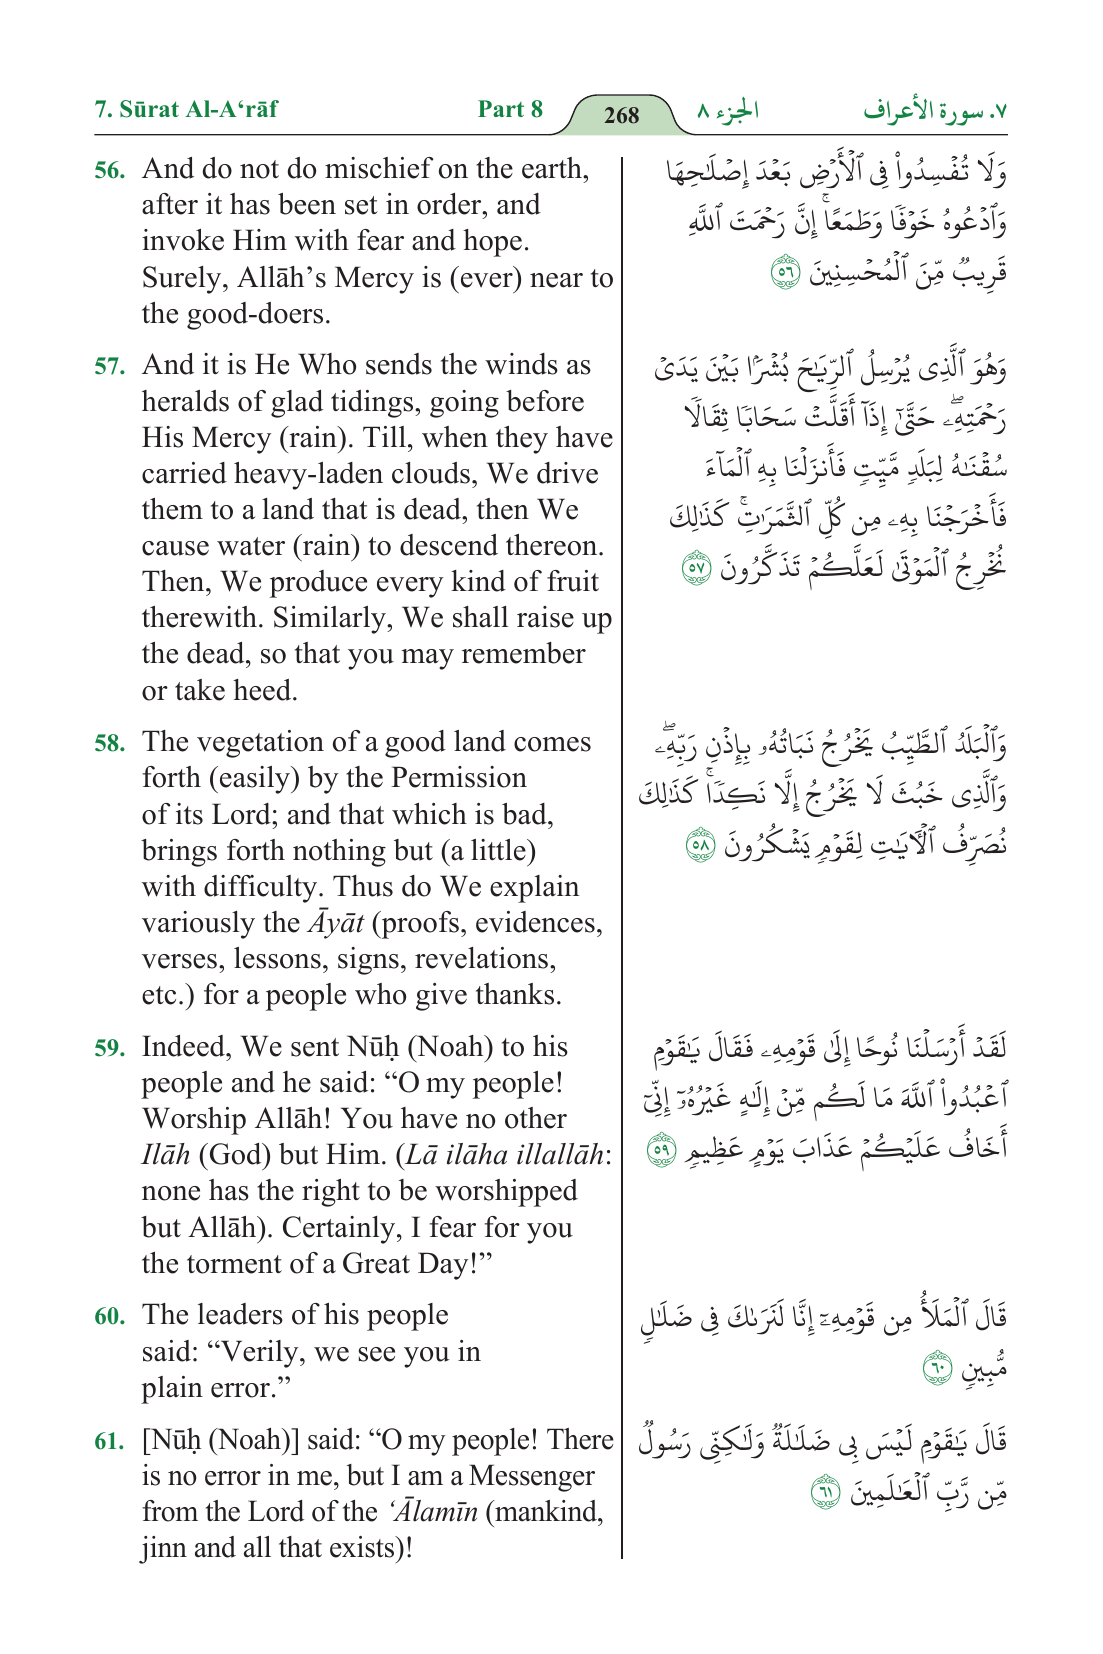 7. Sūrat Al-A‘rāf
Part 8
268
الجزء ٨
٧. سورة الأعراف
56. And do not do mischief on the earth,
after it has been set in order, and
invoke Him with fear and hope.
Surely, Allāh’s Mercy is (ever) near to
the good-doers.
وَلَا تُفْسِدُوا۟ فِى ٱلْأَرْضِ بَعْدَ إِصْلَـٰحِهَا
وَٱدْعُوهُ خَوْفًا وَطَمَعًا ۚ إِنَّ رَحْمَتَ ٱللَّهِ
قَرِيبٌ مِّنَ ٱلْمُحْسِنِينَ ٥٦
57. And it is He Who sends the winds as
heralds of glad tidings, going before
His Mercy (rain). Till, when they have
carried heavy-laden clouds, We drive
them to a land that is dead, then We
cause water (rain) to descend thereon.
Then, We produce every kind of fruit
therewith. Similarly, We shall raise up
the dead, so that you may remember
or take heed.
وَهُوَ ٱلَّذِى يُرْسِلُ ٱلرِّيَـٰحَ بُشْرًۢا بَيْنَ يَدَىْ
رَحْمَتِهِۦ ۖ حَتَّىٰٓ إِذَآ أَقَلَّتْ سَحَابًا ثِقَالًا
سُقْنَـٰهُ لِبَلَدٍ مَّيِّتٍ فَأَنزَلْنَا بِهِ ٱلْمَآءَ
فَأَخْرَجْنَا بِهِۦ مِن كُلِّ ٱلثَّمَرَٰتِ ۚ كَذَٰلِكَ
نُخْرِجُ ٱلْمَوْتَىٰ لَعَلَّكُمْ تَذَكَّرُونَ ٥٧
58. The vegetation of a good land comes
forth (easily) by the Permission
of its Lord; and that which is bad,
brings forth nothing but (a little)
with difficulty. Thus do We explain
variously the Āyāt (proofs, evidences,
verses, lessons, signs, revelations,
etc.) for a people who give thanks.
وَٱلْبَلَدُ ٱلطَّيِّبُ يَخْرُجُ نَبَاتُهُۥ بِإِذْنِ رَبِّهِۦ ۖ
وَٱلَّذِى خَبُثَ لَا يَخْرُجُ إِلَّا نَكِدًا ۚ كَذَٰلِكَ
نُصَرِّفُ ٱلْـَٔايَـٰتِ لِقَوْمٍ يَشْكُرُونَ ٥٨
59. Indeed, We sent Nūḥ (Noah) to his
people and he said: “O my people!
Worship Allāh! You have no other
Ilāh (God) but Him. (Lā ilāha illallāh:
none has the right to be worshipped
but Allāh). Certainly, I fear for you
the torment of a Great Day!”
لَقَدْ أَرْسَلْنَا نُوحًا إِلَىٰ قَوْمِهِۦ فَقَالَ يَـٰقَوْمِ
ٱعْبُدُوا۟ ٱللَّهَ مَا لَكُم مِّنْ إِلَـٰهٍ غَيْرُهُۥٓ إِنِّىٓ
أَخَافُ عَلَيْكُمْ عَذَابَ يَوْمٍ عَظِيمٍ ٥٩
60. The leaders of his people
said: “Verily, we see you in
plain error.”
قَالَ ٱلْمَلَأُ مِن قَوْمِهِۦٓ إِنَّا لَنَرَىٰكَ فِى ضَلَـٰلٍ
مُّبِينٍ ٦٠
61. [Nūḥ (Noah)] said: “O my people! There
is no error in me, but I am a Messenger
from the Lord of the ‘Ālamīn (mankind,
jinn and all that exists)!
قَالَ يَـٰقَوْمِ لَيْسَ بِى ضَلَـٰلَةٌ وَلَـٰكِنِّى رَسُولٌ
مِّن رَّبِّ ٱلْعَـٰلَمِينَ ٦١